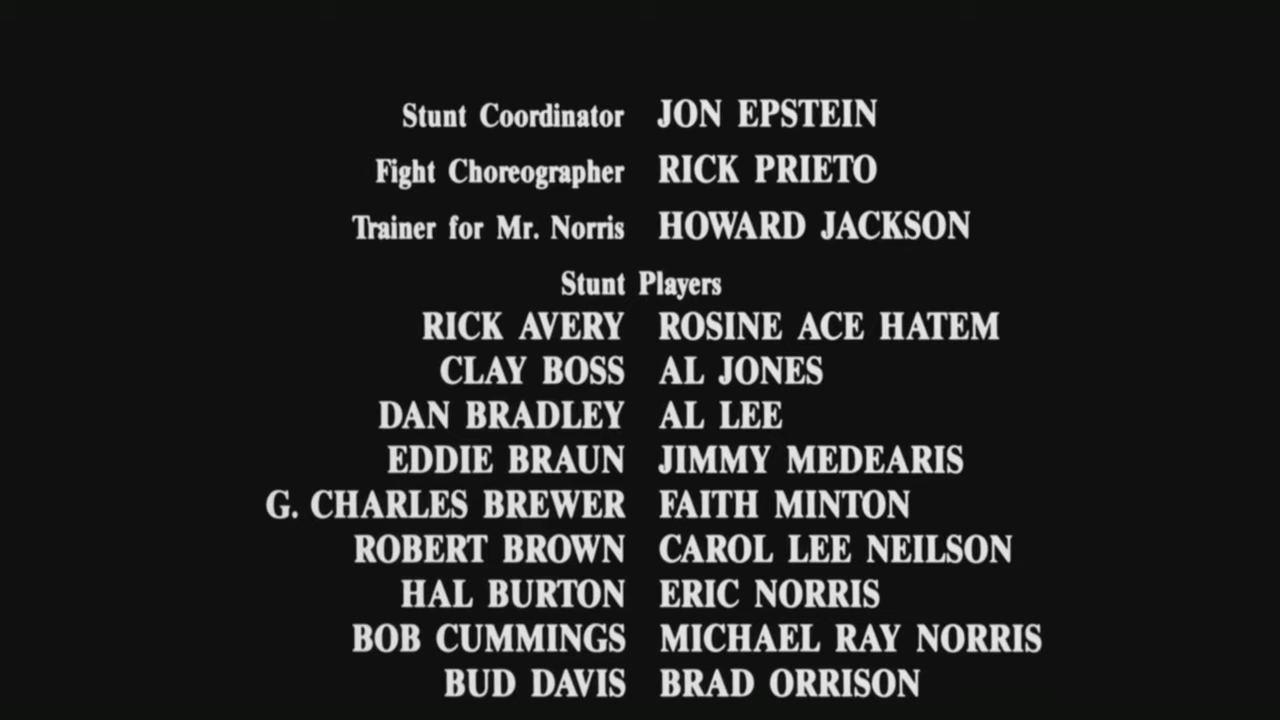 Stunt Coordinator JON EPSTEIN
Fight Choreographer RICK PRIETO
Trainer for Mr. Norris HOWARD JACKSON
Stunt Players
RICK AVERY ROSINE ACE HATEM
CLAY BOSS AL JONES
DAN BRADLEY AL LEE
EDDIE BRAUN JIMMY MEDEARIS
G. CHARLES BREWER FAITH MINTON
ROBERT BROWN CAROL LEE NEILSON
HAL BURTON ERIC NORRIS
BOB CUMMINGS MICHAEL RAY NORRIS
BUD DAVIS BRAD ORRISON